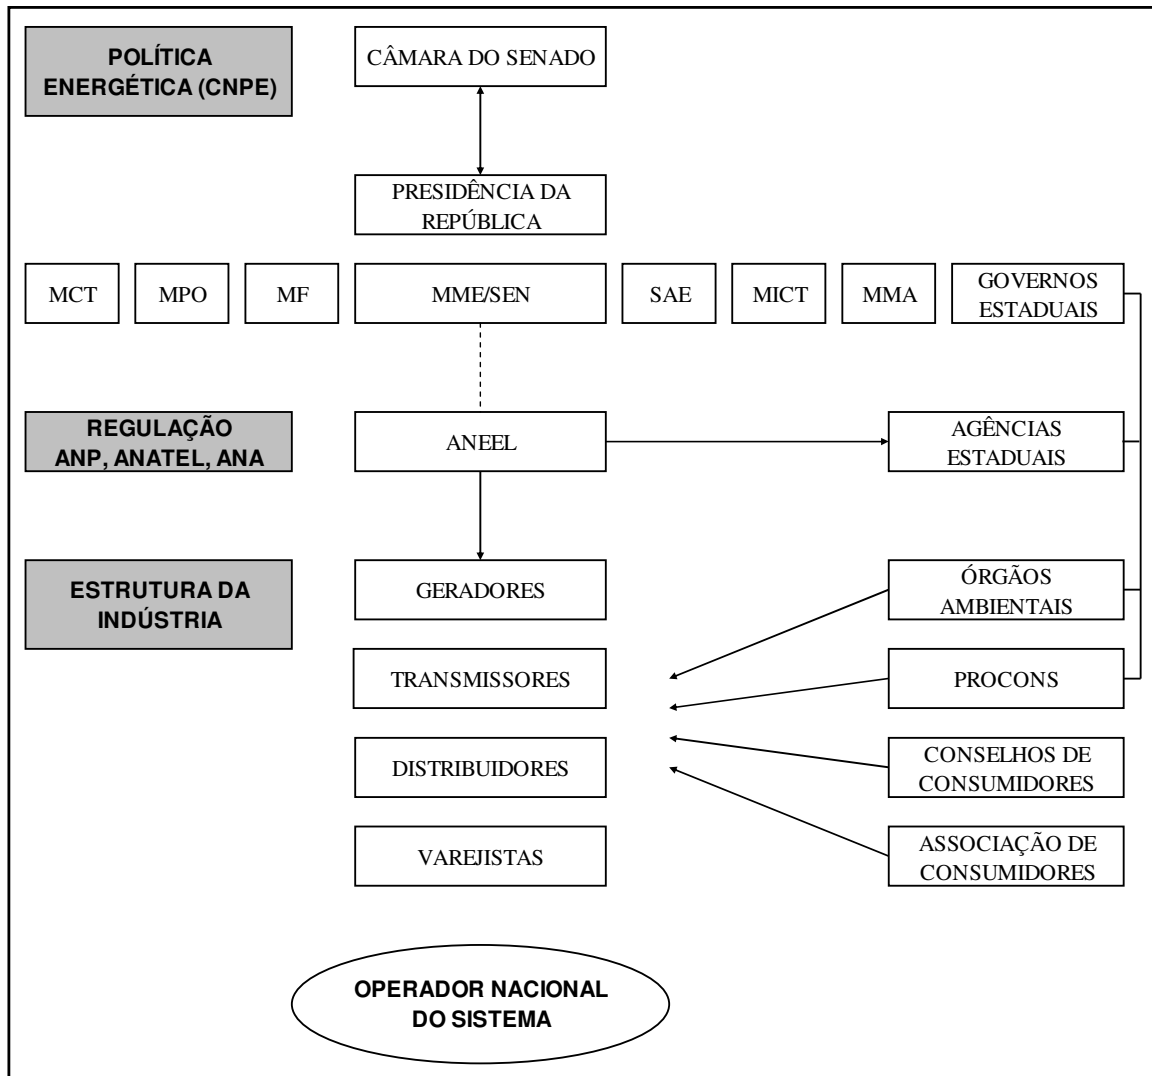 POLÍTICA
ENERGÉTICA (CNPE)
CÂMARA DO SENADO
PRESIDÊNCIA DA
REPÚBLICA
MCT
MPO
MF
MME/SEN
SAE
MICT
MMA
GOVERNOS
ESTADUAIS
REGULAÇÃO
ANP, ANATEL, ANA
ANEEL
AGÊNCIAS
ESTADUAIS
ESTRUTURA DA
INDÚSTRIA
GERADORES
ÓRGÃOS
AMBIENTAIS
TRANSMISSORES
PROCONS
DISTRIBUIDORES
CONSELHOS DE
CONSUMIDORES
VAREJISTAS
ASSOCIAÇÃO DE
CONSUMIDORES
OPERADOR NACIONAL
DO SISTEMA